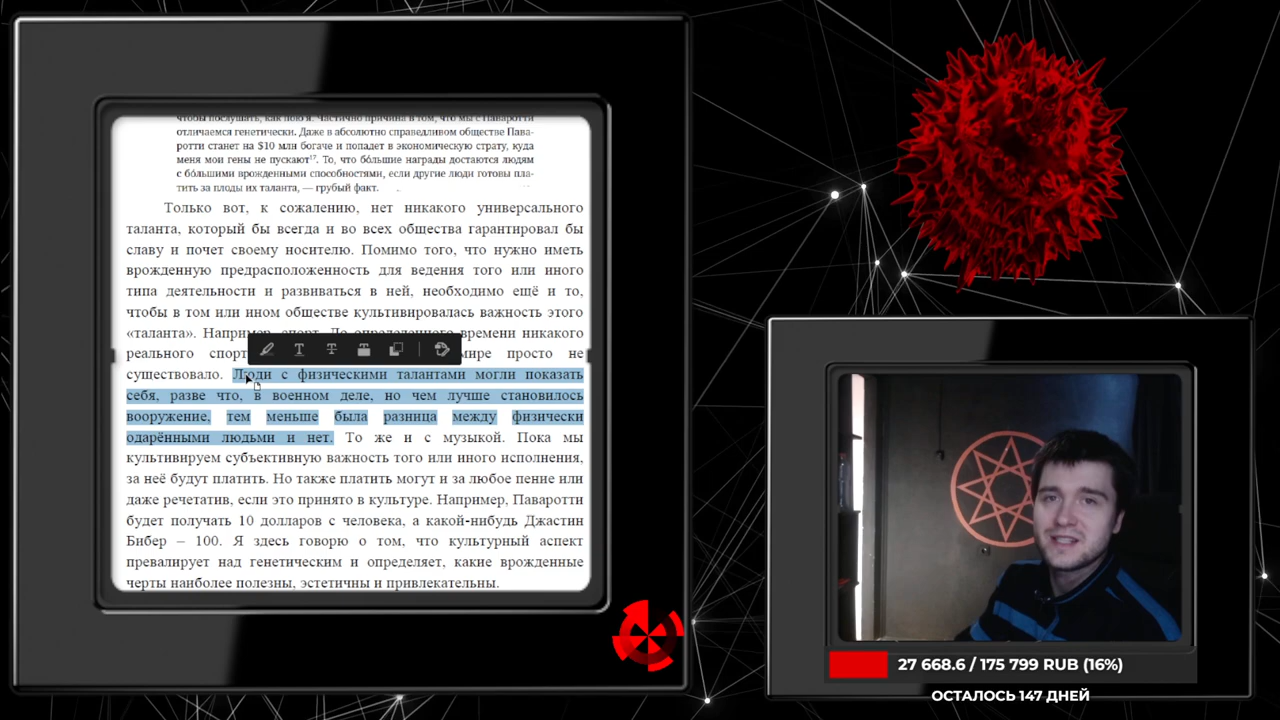 чтобы послушать, как пою я. Частично причина в том, что мы с Паваротти
отличаемся генетически. Даже в абсолютно справедливом обществе Пава-
ротти станет на $10 млн богаче и попадет в экономическую страту, куда
меня мои гены не пускают¹⁷. То, что бо́льшие награды достаются людям
с бо́льшими врожденными способностями, если другие люди готовы пла-
тить за плоды их таланта, — грубый факт.
Только вот, к сожалению, нет никакого универсального
таланта, который бы всегда и во всех общества гарантировал бы
славу и почет своему носителю. Помимо того, что нужно иметь
врожденную предрасположенность для ведения того или иного
типа деятельности и развиваться в ней, необходимо ещё и то,
чтобы в том или ином обществе культивировалась важность этого
«таланта». Например, спорт. До определенного времени никакого
реального спорт мире просто не
существовало. Люди с физическими талантами могли показать
себя, разве что, в военном деле, но чем лучше становилось
вооружение, тем меньше была разница между физически
одарёнными людьми и нет. То же и с музыкой. Пока мы
культивируем субъективную важность того или иного исполнения,
за неё будут платить. Но также платить могут и за любое пение или
даже речетатив, если это принято в культуре. Например, Паваротти
будет получать 10 долларов с человека, а какой-нибудь Джастин
Бибер – 100. Я здесь говорю о том, что культурный аспект
превалирует над генетическим и определяет, какие врожденные
черты наиболее полезны, эстетичны и привлекательны.
27 668.6 / 175 799 RUB (16%)
ОСТАЛОСЬ 147 ДНЕЙ